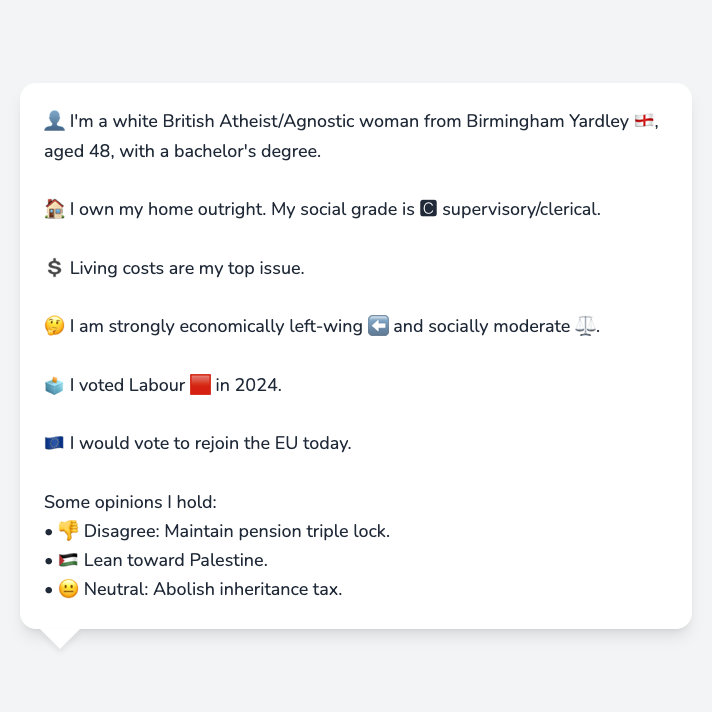 👤 I'm a white British Atheist/Agnostic woman from Birmingham Yardley 🏴󠁧󠁢󠁥󠁮󠁧󠁿,
aged 48, with a bachelor's degree.
🏠 I own my home outright. My social grade is 🅲 supervisory/clerical.
💲 Living costs are my top issue.
🤔 I am strongly economically left-wing ⬅️ and socially moderate ⚖️.
🗳️ I voted Labour 🟥 in 2024.
🇪🇺 I would vote to rejoin the EU today.
Some opinions I hold:
• 👎 Disagree: Maintain pension triple lock.
• 🇵🇸 Lean toward Palestine.
• 😐 Neutral: Abolish inheritance tax.